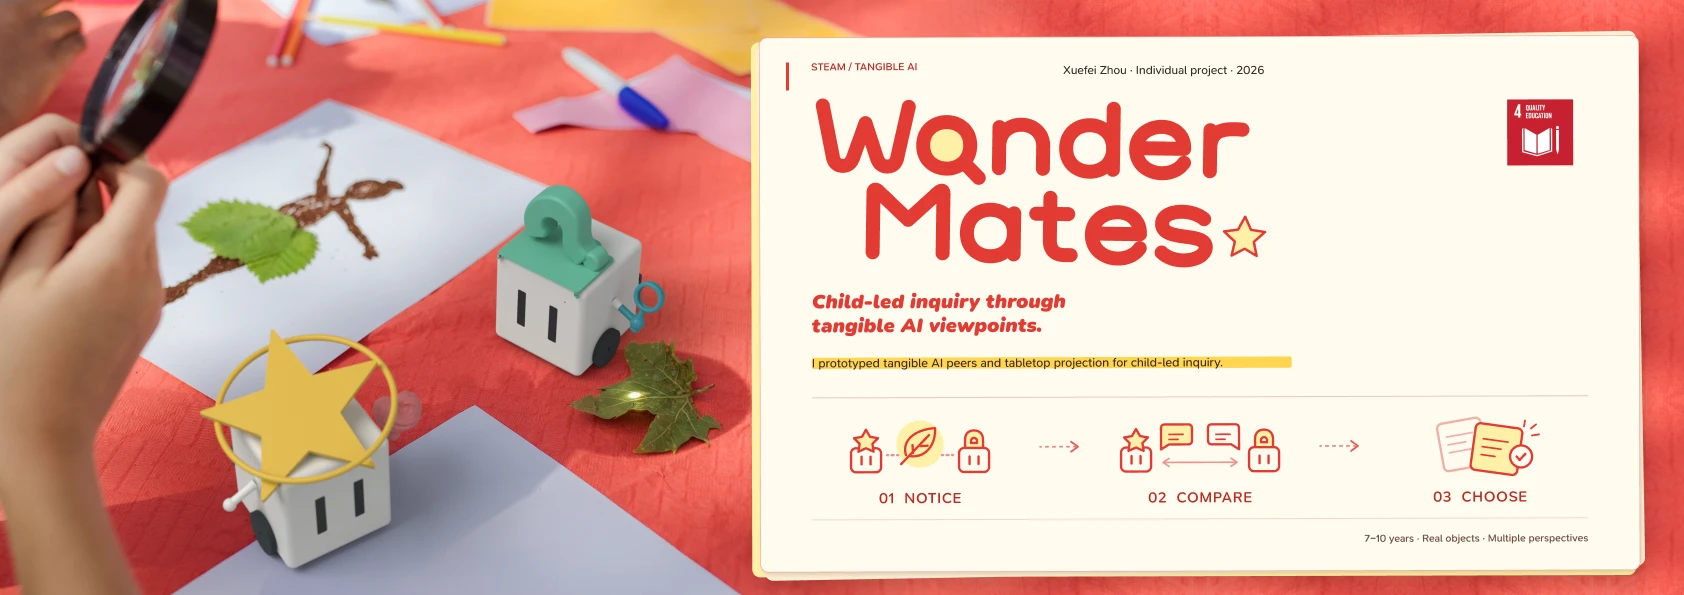 STEAM / TANGIBLE AI
Xuefei Zhou · Individual project · 2026
Wander
Mates
4 QUALITY
EDUCATION
Child-led inquiry through
tangible AI viewpoints.
I prototyped tangible AI peers and tabletop projection for child-led inquiry.
01 NOTICE
02 COMPARE
03 CHOOSE
7–10 years · Real objects · Multiple perspectives